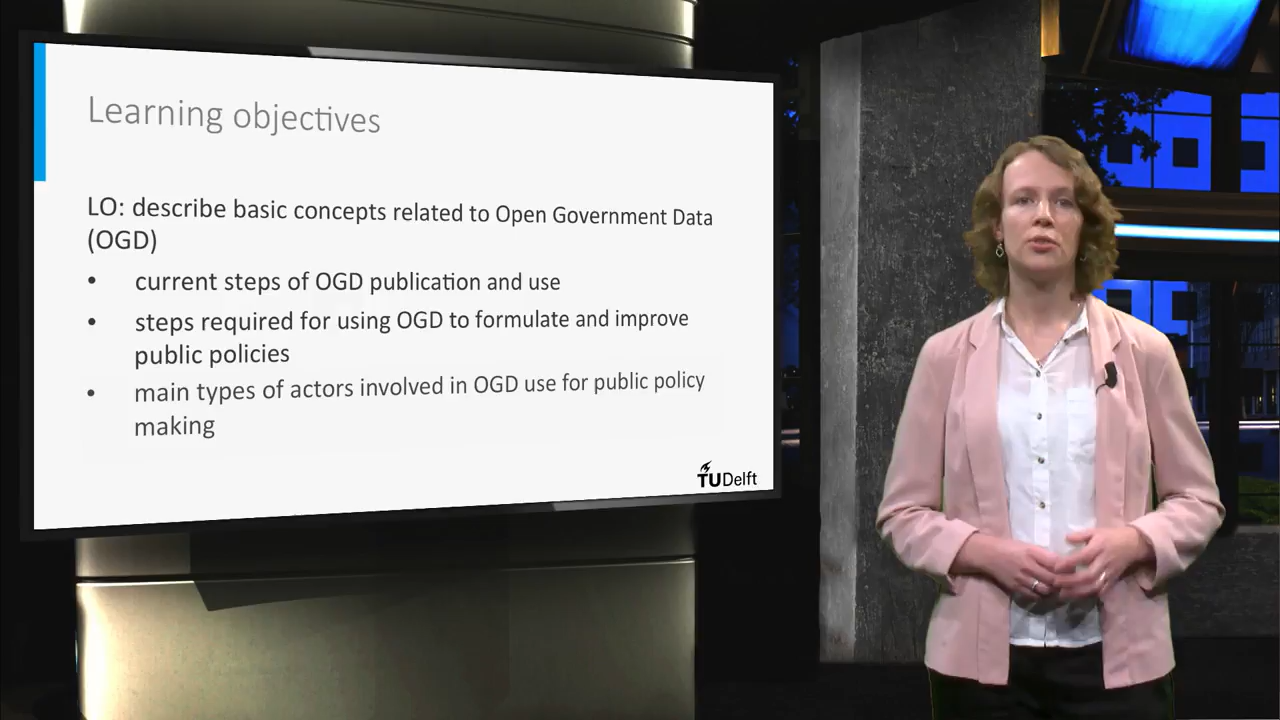 Learning objectives
LO: describe basic concepts related to Open Government Data
(OGD)
• current steps of OGD publication and use
• steps required for using OGD to formulate and improve
public policies
• main types of actors involved in OGD use for public policy
making
TUDelft